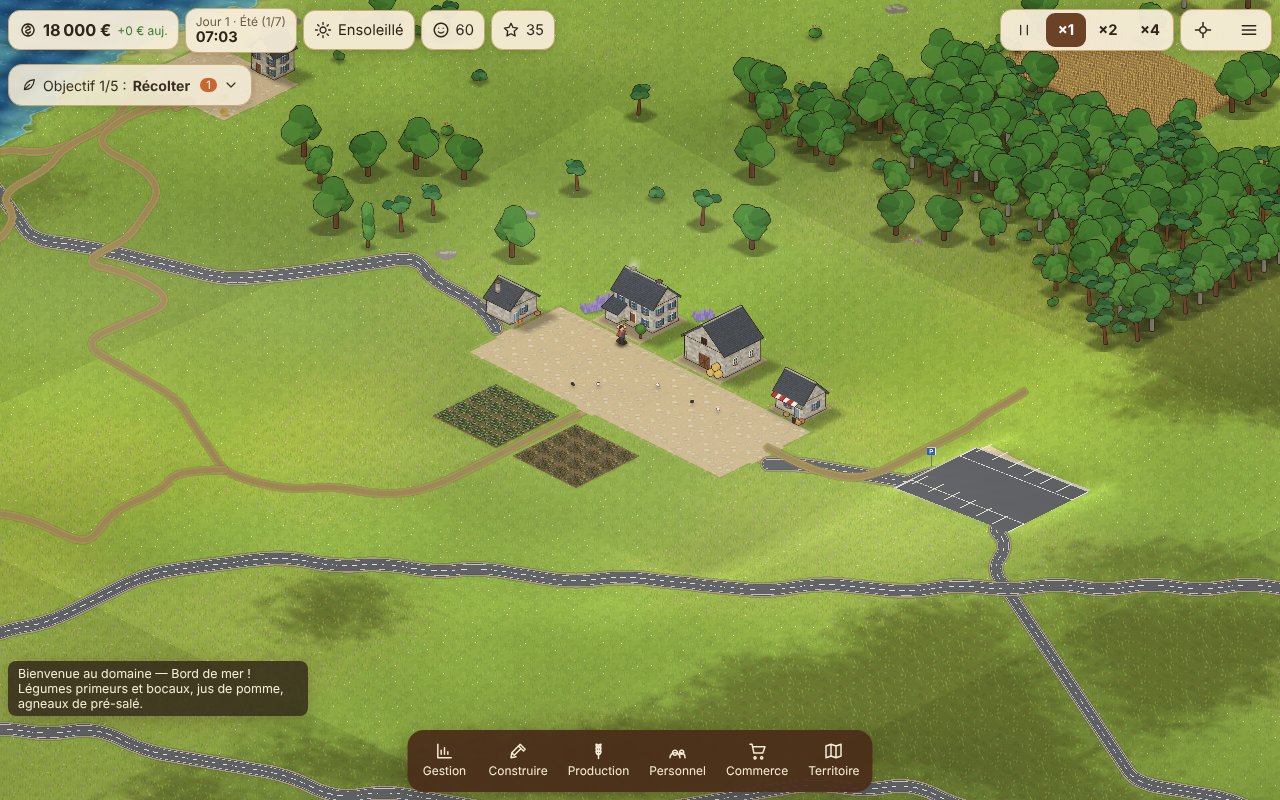 18 000 € +0 € auj.
Jour 1 · Été (1/7)
07:03
Ensoleillé
60
35
×1
×2
×4
Objectif 1/5 : Récolter 1
P
Bienvenue au domaine — Bord de mer !
Légumes primeurs et bocaux, jus de pomme,
agneaux de pré-salé.
Gestion
Construire
Production
Personnel
Commerce
Territoire